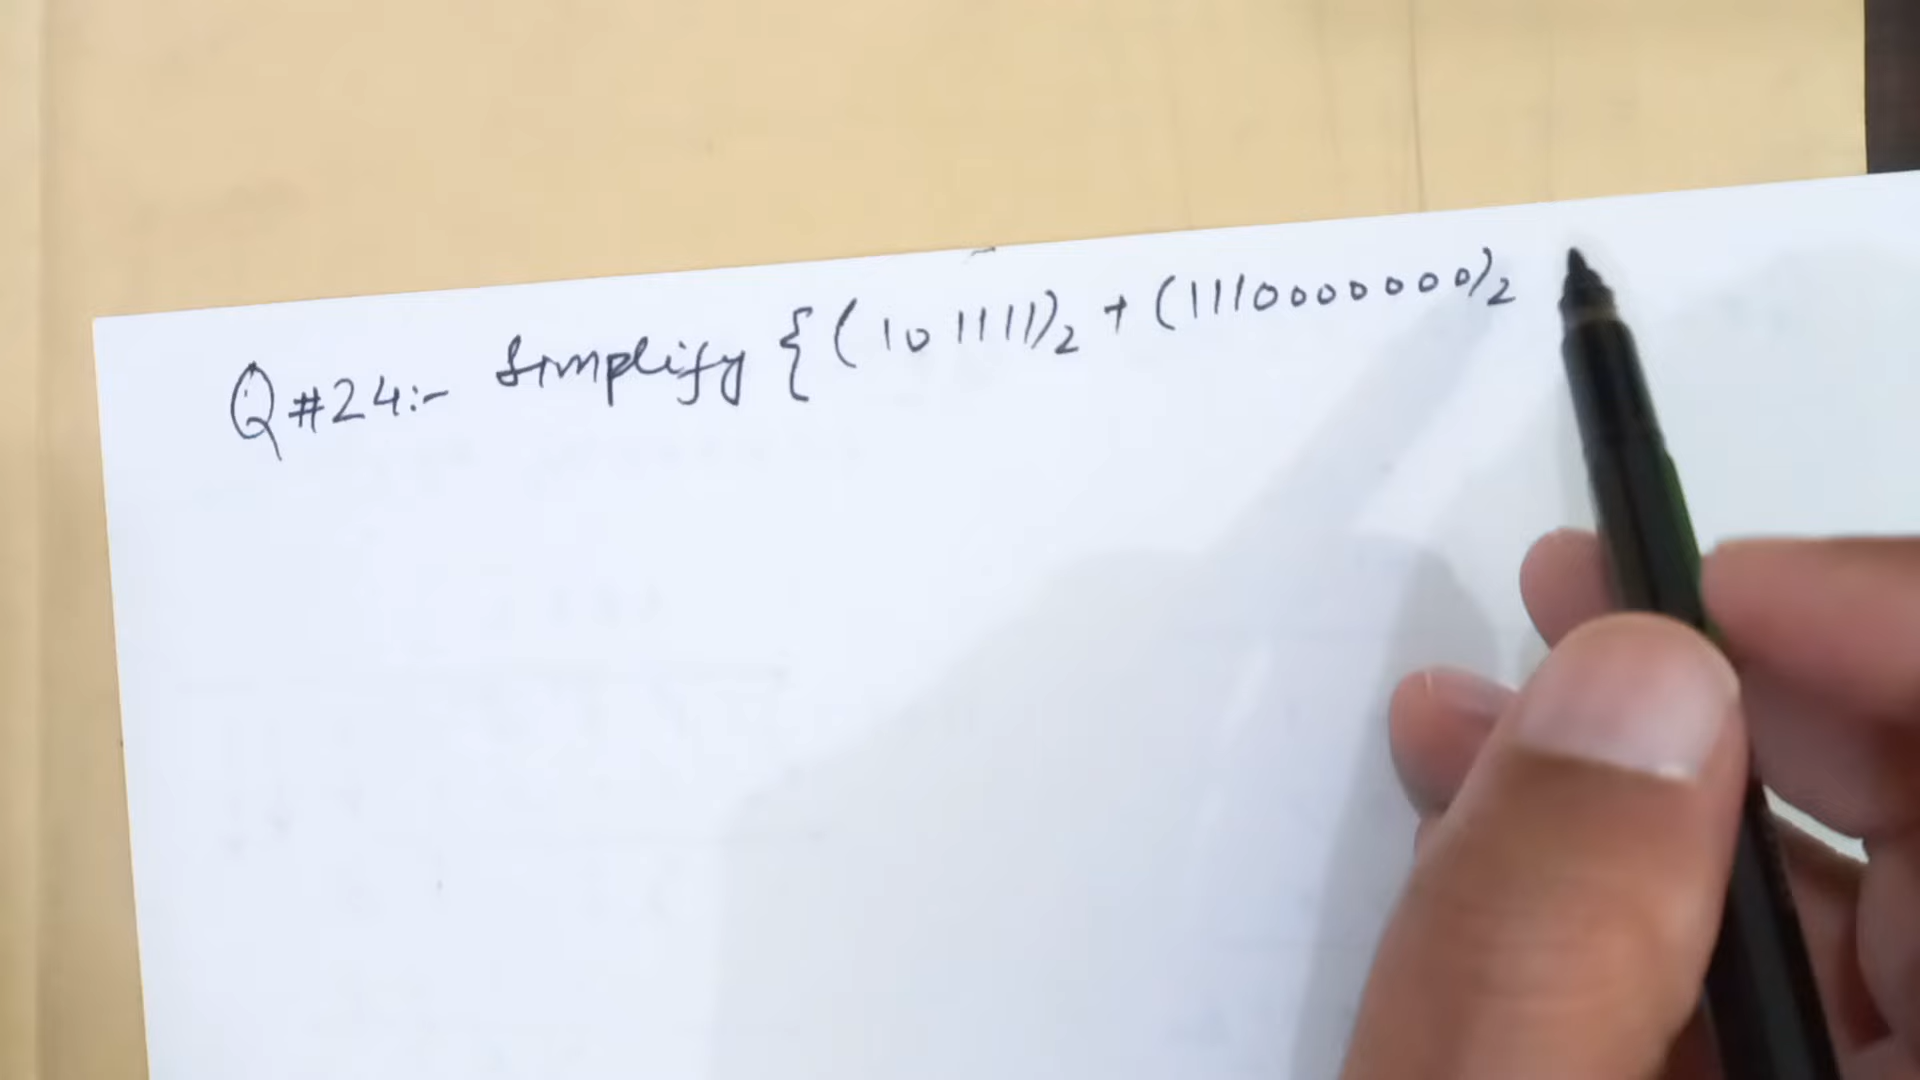 Q#24:- Simplify {(101111)₂ + (1110000000)₂